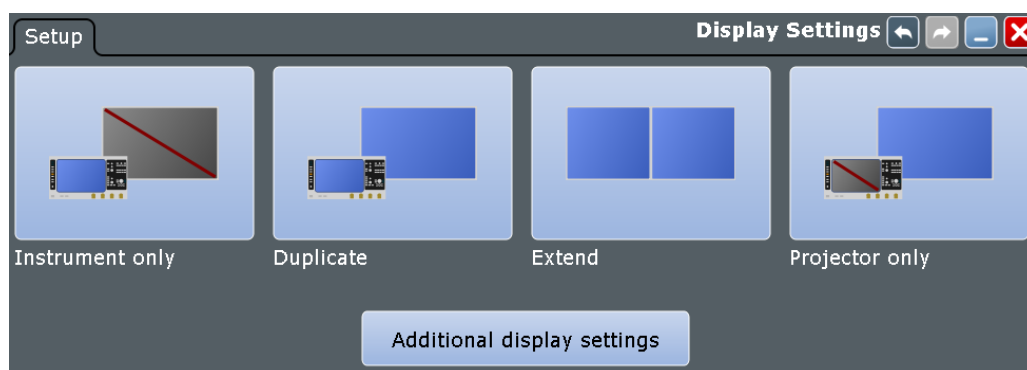 Setup
Display Settings
Instrument only
Duplicate
Extend
Projector only
Additional display settings